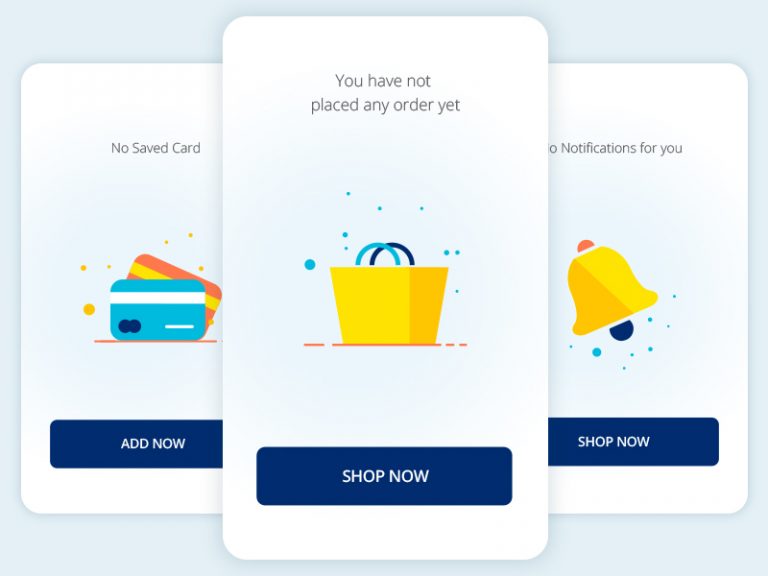 No Saved Card
ADD NOW
You have not
placed any order yet
SHOP NOW
o Notifications for you
SHOP NOW